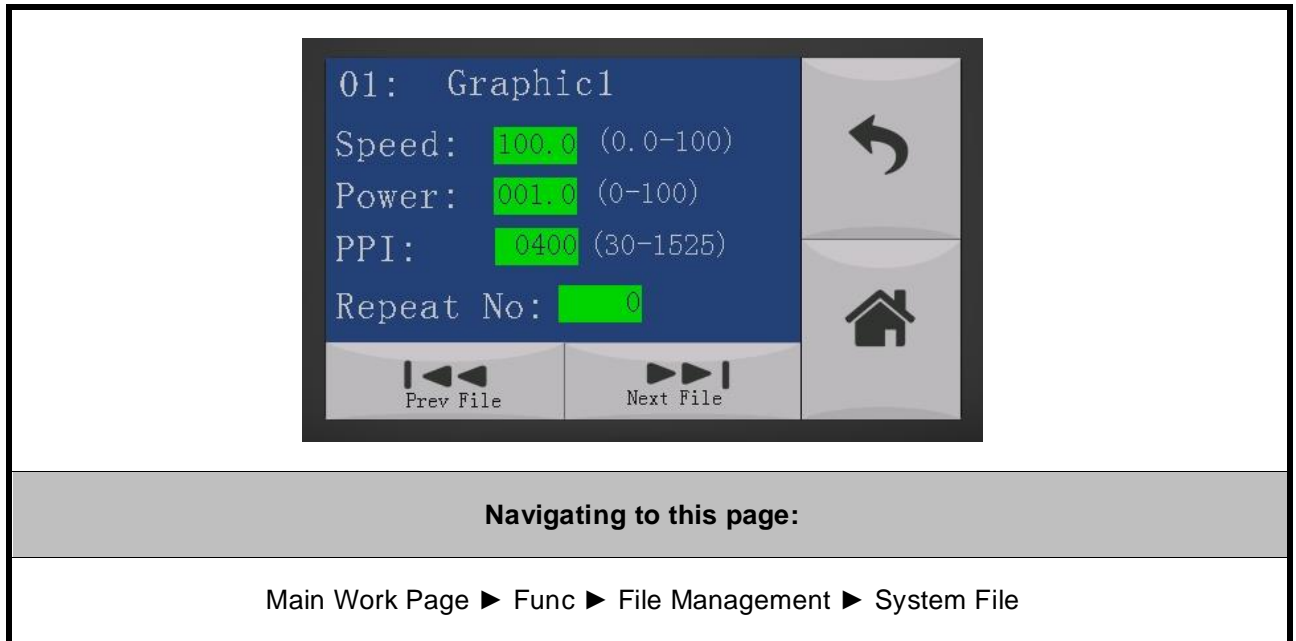 01: Graphic1
Speed: 100.0 (0.0-100)
Power: 001.0 (0-100)
PPI: 0400 (30-1525)
Repeat No: 0
Prev File Next File
Navigating to this page:
Main Work Page ► Func ► File Management ► System File